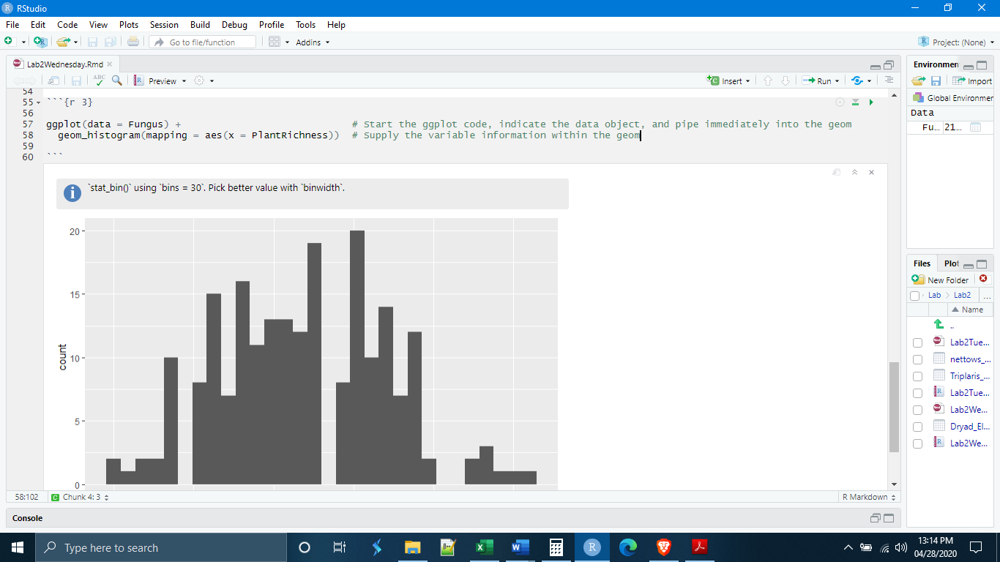 RStudio
File Edit Code View Plots Session Build Debug Profile Tools Help
Go to file/function
Addins
Project: (None)
Lab2Wednesday.Rmd
ABC
Preview
Insert
Run
54
55 ```{r 3}
56
57 ggplot(data = Fungus) + # Start the ggplot code, indicate the data object, and pipe immediately into the geom
58 geom_histogram(mapping = aes(x = PlantRichness)) # Supply the variable information within the geom
59
60 ```
`stat_bin()` using `bins = 30`. Pick better value with `binwidth`.
20
15
10
5
0
count
58:102
Chunk 4: 3
R Markdown
Console
Environmen
Import
Global Environmen
Data
Fu... 21...
Files Plot
New Folder
Lab Lab2 ...
Name
..
Lab2Tue...
nettows_...
Triplaris_...
Lab2Tue...
Lab2We...
Dryad_El...
Lab2We...
Type here to search
13:14 PM
04/28/2020